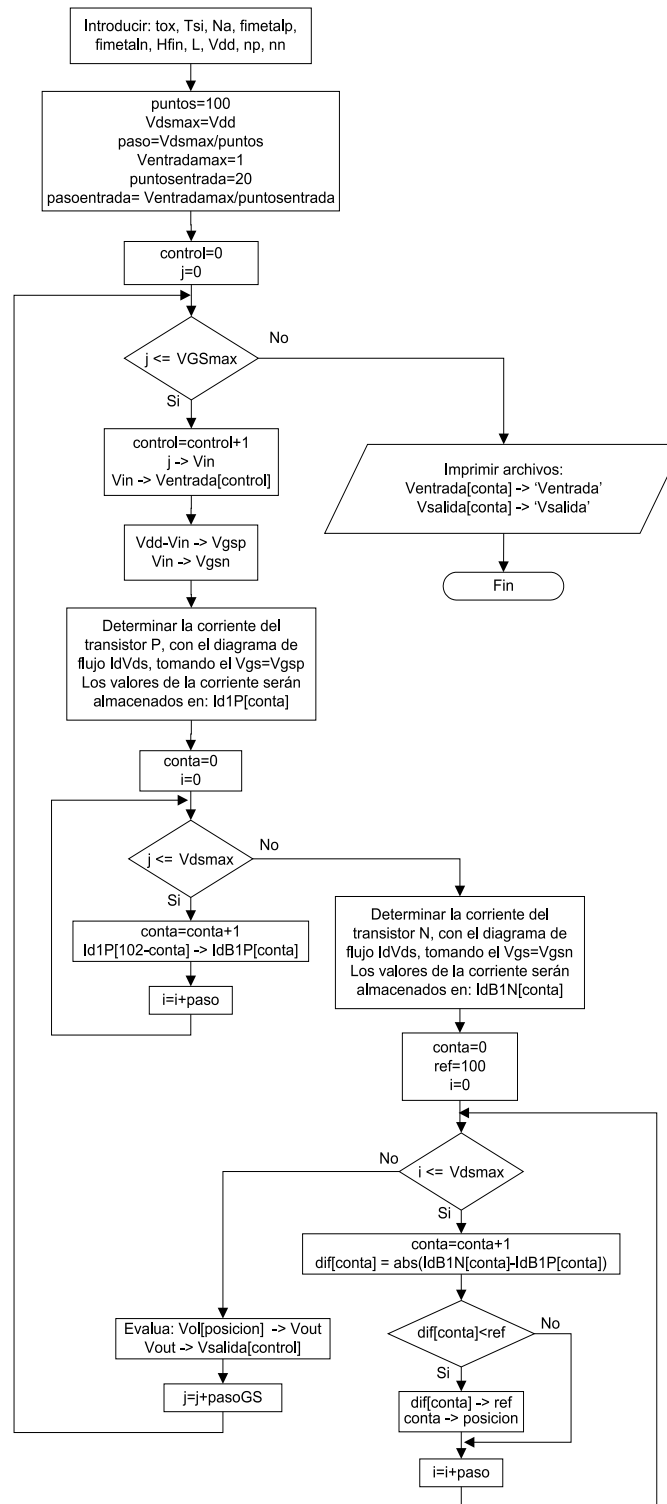 Introducir: tox, Tsi, Na, fimetalp,
fimetaln, Hfin, L, Vdd, np, nn
puntos=100
Vdsmax=Vdd
paso=Vdsmax/puntos
Ventradamax=1
puntosentrada=20
pasoentrada= Ventradamax/puntosentrada
control=0
j=0
j <= VGSmax
No
Si
control=control+1
j -> Vin
Vin -> Ventrada[control]
Imprimir archivos:
Ventrada[conta] -> 'Ventrada'
Vsalida[conta] -> 'Vsalida'
Fin
Vdd-Vin -> Vgsp
Vin -> Vgsn
Determinar la corriente del
transistor P, con el diagrama de
flujo IdVds, tomando el Vgs=Vgsp
Los valores de la corriente serán
almacenados en: Id1P[conta]
conta=0
i=0
j <= Vdsmax
No
Si
conta=conta+1
Id1P[102-conta] -> IdB1P[conta]
i=i+paso
Determinar la corriente del
transistor N, con el diagrama de
flujo IdVds, tomando el Vgs=Vgsn
Los valores de la corriente serán
almacenados en: IdB1N[conta]
conta=0
ref=100
i=0
i <= Vdsmax
No
Si
conta=conta+1
dif[conta] = abs(IdB1N[conta]-IdB1P[conta])
dif[conta]<ref
No
Si
dif[conta] -> ref
conta -> posicion
i=i+paso
Evalua: Vol[posicion] -> Vout
Vout -> Vsalida[control]
j=j+pasoGS